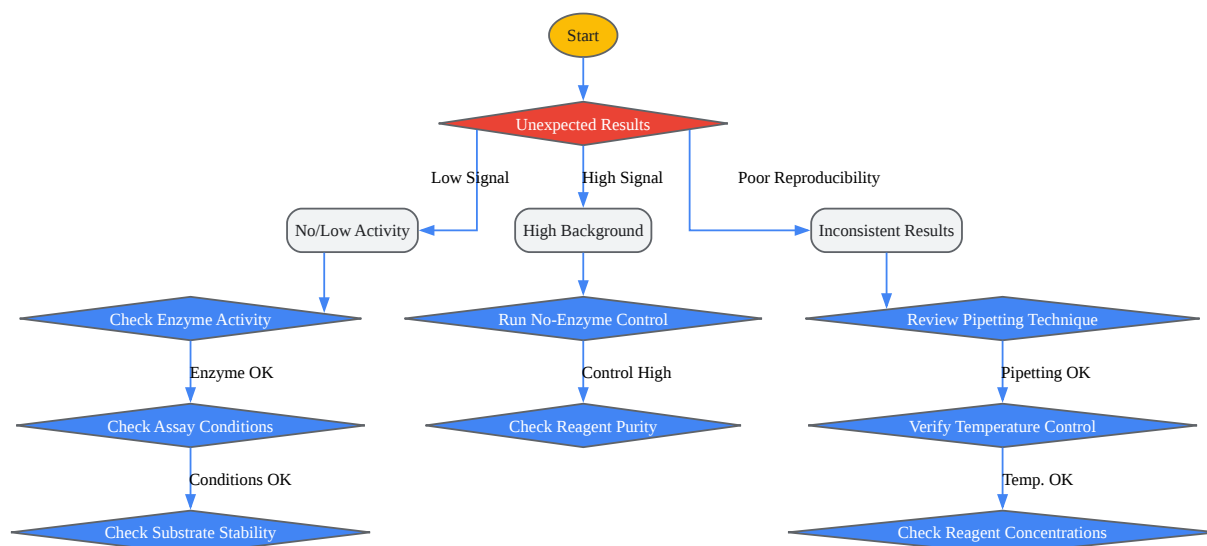 Start
Unexpected Results
Low Signal
High Signal
Poor Reproducibility
No/Low Activity
High Background
Inconsistent Results
Check Enzyme Activity
Run No-Enzyme Control
Review Pipetting Technique
Enzyme OK
Control High
Pipetting OK
Check Assay Conditions
Check Reagent Purity
Verify Temperature Control
Conditions OK
Temp. OK
Check Substrate Stability
Check Reagent Concentrations